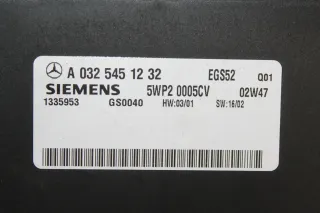 A 032 545 12 32 EGS52 Q01
SIEMENS 5WP2 0005CV 02W47
1335953 GS0040 HW:03/01 SW:16/02